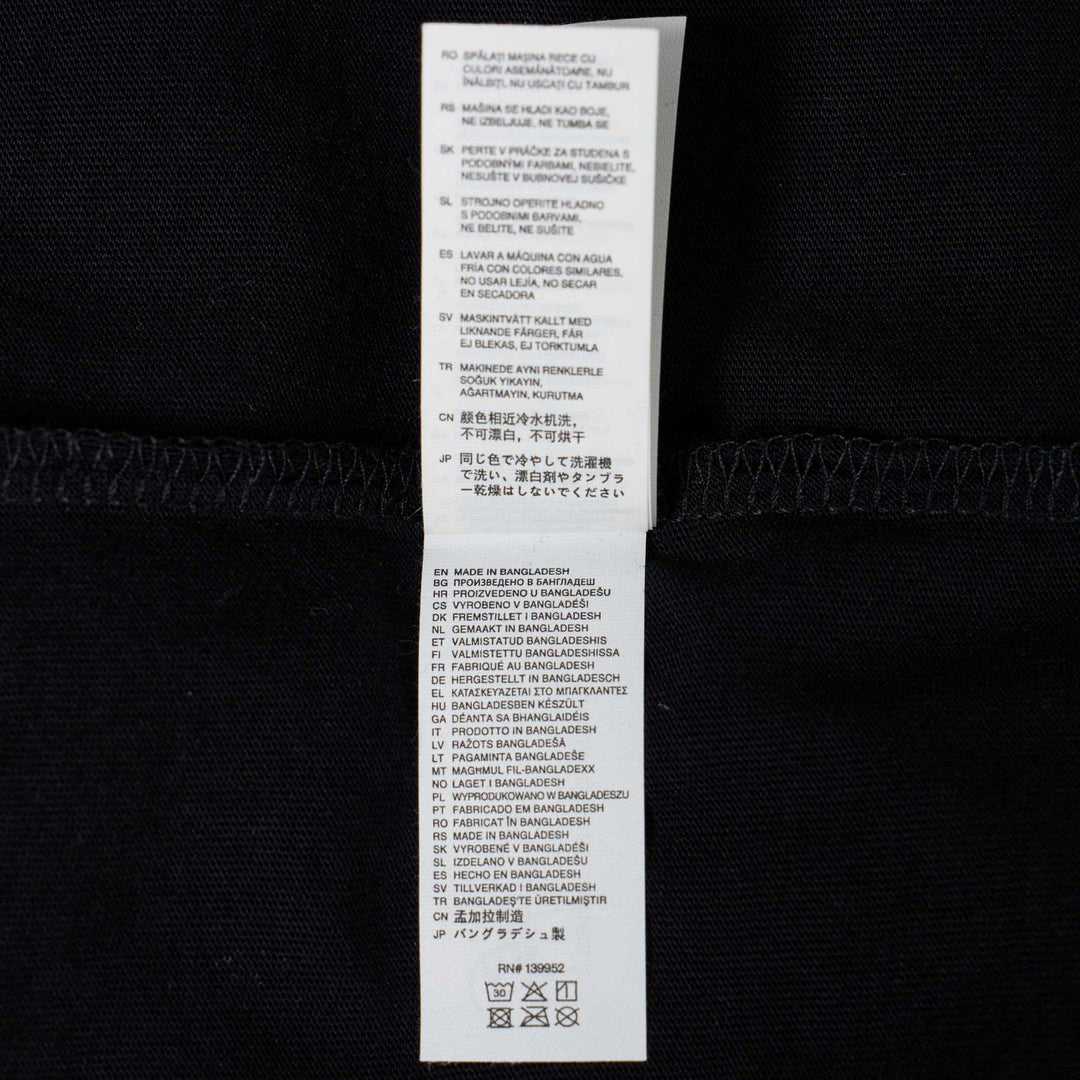 RO SPĂLAȚI MAȘINA RECE CU
CULORI ASEMĂNĂTOARE, NU
ÎNĂLBIȚI, NU USCAȚI CU TAMBUR
RS MAŠINA SE HLADI KAO BOJE,
NE IZBELJUJE, NE TUMBA SE
SK PERTE V PRÁČKE ZA STUDENA S
PODOBNÝMI FARBAMI, NEBIELITE,
NESUŠTE V BUBNOVEJ SUŠIČKE
SL STROJNO OPERITE HLADNO
S PODOBNIMI BARVAMI,
NE BELITE, NE SUŠITE
ES LAVAR A MÁQUINA CON AGUA
FRÍA CON COLORES SIMILARES,
NO USAR LEJÍA, NO SECAR
EN SECADORA
SV MASKINTVÄTT KALLT MED
LIKNANDE FÄRGER, FÅR
EJ BLEKAS, EJ TORKTUMLA
TR MAKINEDE AYNI RENKLERLE
SOĞUK YIKAYIN,
AĞARTMAYIN, KURUTMA
CN 颜色相近冷水机洗，
不可漂白，不可烘干
JP 同じ色で冷やして洗濯機
で洗い、漂白剤やタンブラ
ー乾燥はしないでください
EN MADE IN BANGLADESH
BG ПРОИЗВЕДЕНО В БАНГЛАДЕШ
HR PROIZVEDENO U BANGLADEŠU
CS VYROBENO V BANGLADÉŠI
DK FREMSTILLET I BANGLADESH
NL GEMAAKT IN BANGLADESH
ET VALMISTATUD BANGLADESHIS
FI VALMISTETTU BANGLADESHISSA
FR FABRIQUÉ AU BANGLADESH
DE HERGESTELLT IN BANGLADESCH
EL ΚΑΤΑΣΚΕΥΆΖΕΤΑΙ ΣΤΟ ΜΠΑΓΚΛΑΝΤΈΣ
HU BANGLADESBEN KÉSZÜLT
GA DÉANTA SA BHANGLAIDÉIS
IT PRODOTTO IN BANGLADESH
LV RAŽOTS BANGLADEŠĀ
LT PAGAMINTA BANGLADEŠE
MT MAGĦMUL FIL-BANGLADEXX
NO LAGET I BANGLADESH
PL WYPRODUKOWANO W BANGLADESZU
PT FABRICADO EM BANGLADESH
RO FABRICAT ÎN BANGLADESH
RS MADE IN BANGLADESH
SK VYROBENÉ V BANGLADÉŠI
SL IZDELANO V BANGLADEŠU
ES HECHO EN BANGLADESH
SV TILLVERKAD I BANGLADESH
TR BANGLADEŞ'TE ÜRETILMIŞTIR
CN 孟加拉制造
JP バングラデシュ製
RN# 139952
30